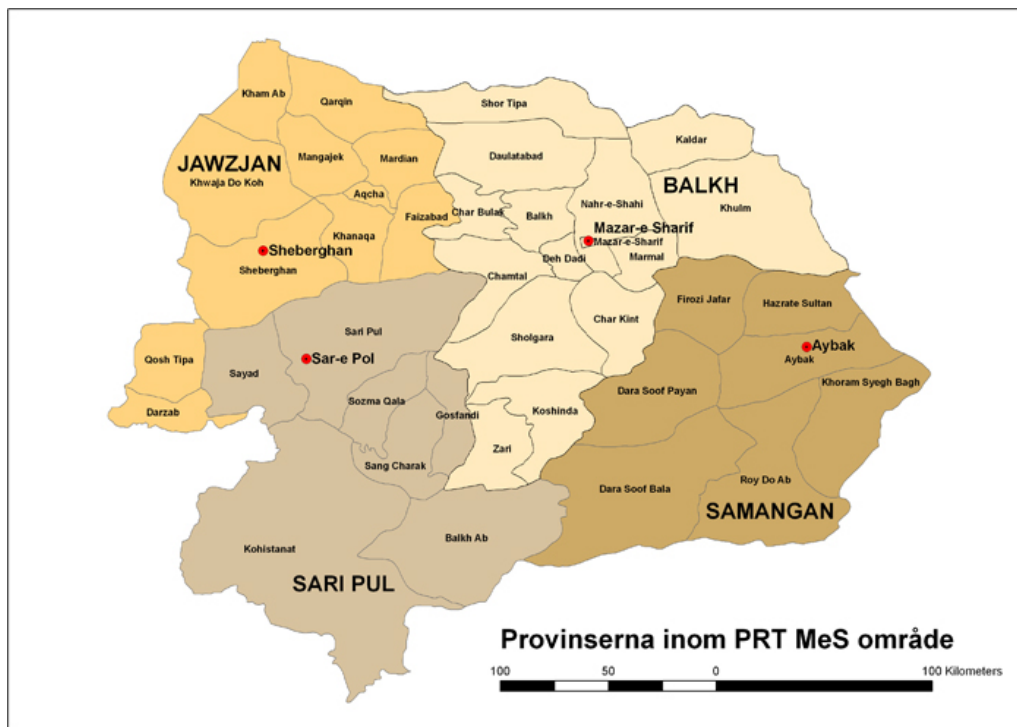 Kham Ab
Qarqin
Shor Tipa
Kaldar
JAWZJAN
Khwaja Do Koh
Mangajek
Mardian
Daulatabad
BALKH
Aqcha
Char Bulas
Balkh
Nahr-e-Shahi
Khulm
Faizabad
Khanaqa
Mazar-e Sharif
Mazar-e-Sharif
Sheberghan
Sheberghan
Deh Dadi
Marmal
Chamtal
Firozi Jafar
Hazrate Sultan
Char Kint
Sari Pul
Sholgara
Qosh Tipa
Sar-e Pol
Aybak
Aybak
Sayad
Khoram Syegh Bagh
Dara Soof Payan
Sozma Qala
Darzab
Gosfandi
Koshinda
Zari
Sang Charak
Roy Do Ab
Dara Soof Bala
SAMANGAN
Balkh Ab
Kohistanat
SARI PUL
Provinserna inom PRT MeS område
100 50 0 100 Kilometers